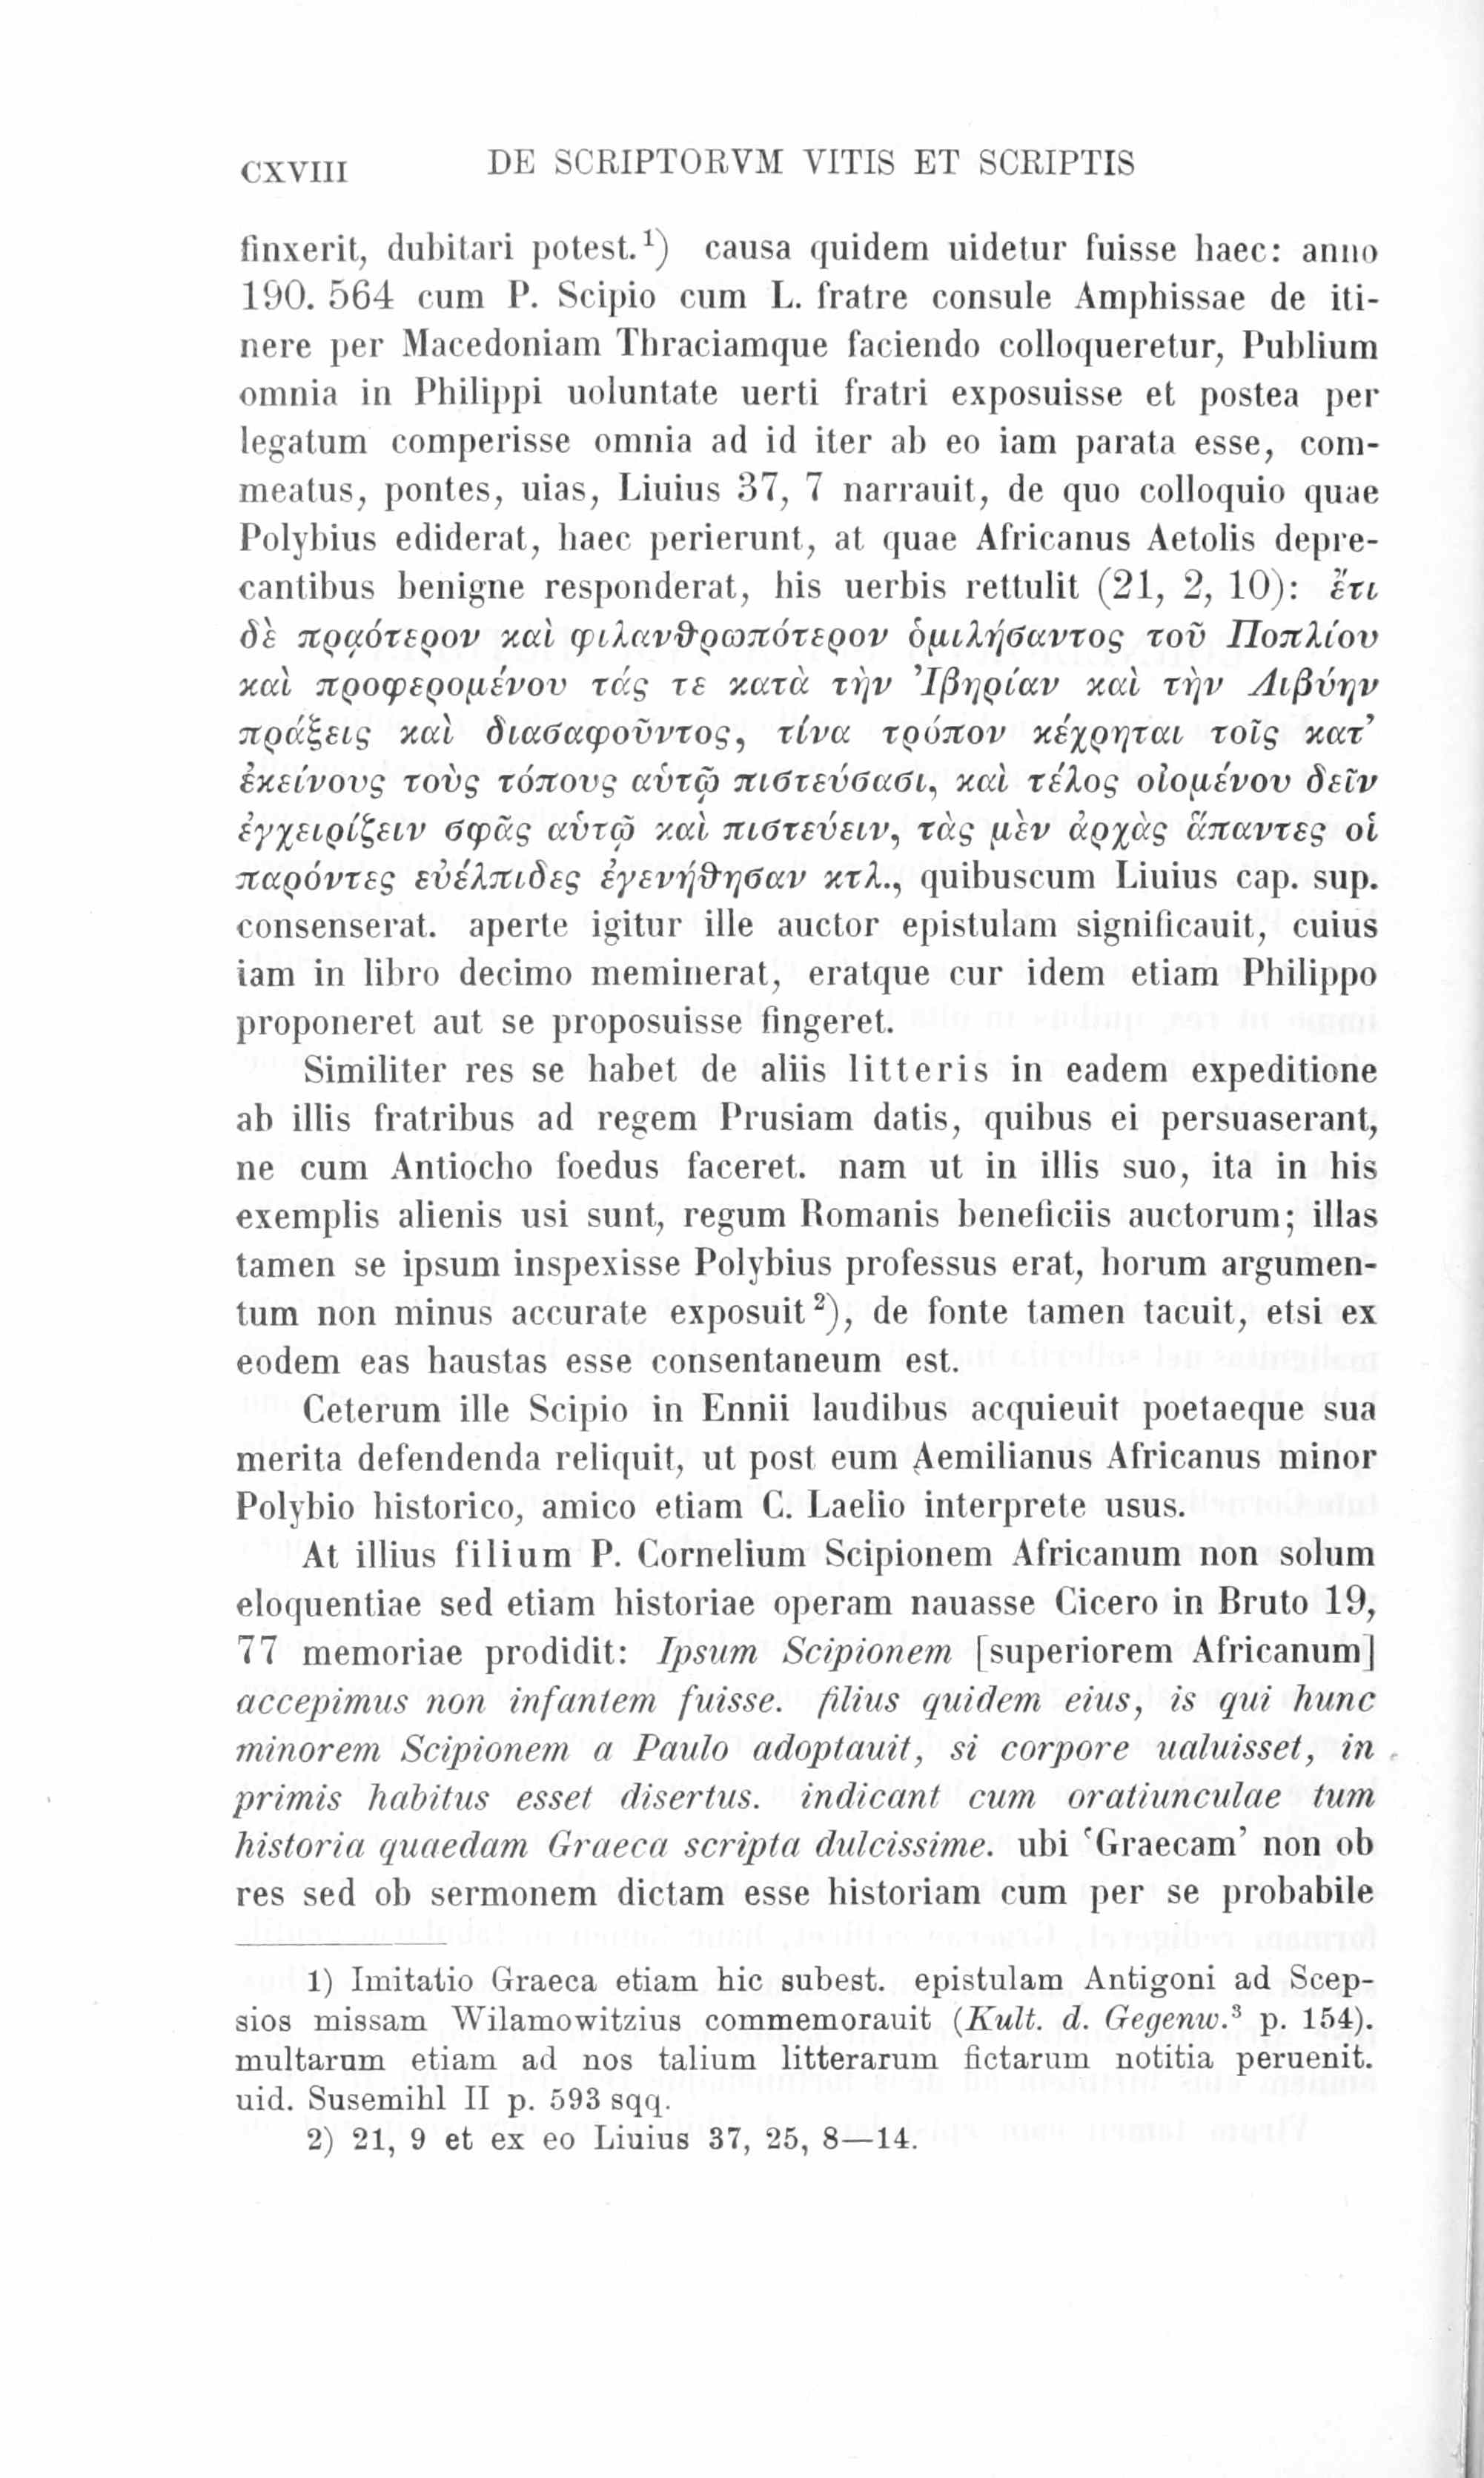 CXVIII DE SCRIPTORVM VITIS ET SCRIPTIS
finxerit, dubitari potest.¹) causa quidem uidetur fuisse haec: anno
190. 564 cum P. Scipio cum L. fratre consule Amphissae de iti-
nere per Macedoniam Thraciamque faciendo colloqueretur, Publium
omnia in Philippi uoluntate uerti fratri exposuisse et postea per
legatum comperisse omnia ad id iter ab eo iam parata esse, com-
meatus, pontes, uias, Liuius 37, 7 narrauit, de quo colloquio quae
Polybius ediderat, haec perierunt, at quae Africanus Aetolis depre-
cantibus benigne responderat, his uerbis rettulit (21, 2, 10): ἔτι
δὲ πρᾳότερον καὶ φιλανθρωπότερον ὁμιλήσαντος τοῦ Ποπλίου
καὶ προφερομένου τάς τε κατὰ τὴν Ἰβηρίαν καὶ τὴν Λιβύην
πράξεις καὶ διασαφοῦντος, τίνα τρόπον κέχρηται τοῖς κατ’
ἐκείνους τοὺς τόπους αὑτῷ πιστεύσασι, καὶ τέλος οἰομένου δεῖν
ἐγχειρίζειν σφᾶς αὑτῷ καὶ πιστεύειν, τὰς μὲν ἀρχὰς ἅπαντες οἱ
παρόντες εὐέλπιδες ἐγενήθησαν κτλ., quibuscum Liuius cap. sup.
consenserat. aperte igitur ille auctor epistulam significauit, cuius
iam in libro decimo meminerat, eratque cur idem etiam Philippo
proponeret aut se proposuisse fingeret.
Similiter res se habet de aliis litteris in eadem expeditione
ab illis fratribus ad regem Prusiam datis, quibus ei persuaserant,
ne cum Antiocho foedus faceret. nam ut in illis suo, ita in his
exemplis alienis usi sunt, regum Romanis beneficiis auctorum; illas
tamen se ipsum inspexisse Polybius professus erat, horum argumen-
tum non minus accurate exposuit²), de fonte tamen tacuit, etsi ex
eodem eas haustas esse consentaneum est.
Ceterum ille Scipio in Ennii laudibus acquieuit poetaeque sua
merita defendenda reliquit, ut post eum Aemilianus Africanus minor
Polybio historico, amico etiam C. Laelio interprete usus.
At illius filium P. Cornelium Scipionem Africanum non solum
eloquentiae sed etiam historiae operam nauasse Cicero in Bruto 19,
77 memoriae prodidit: Ipsum Scipionem [superiorem Africanum]
accepimus non infantem fuisse. filius quidem eius, is qui hunc
minorem Scipionem a Paulo adoptauit, si corpore ualuisset, in
primis habitus esset disertus. indicant cum oratiunculae tum
historia quaedam Graeca scripta dulcissime. ubi ‘Graecam’ non ob
res sed ob sermonem dictam esse historiam cum per se probabile
1) Imitatio Graeca etiam hic subest. epistulam Antigoni ad Scep-
sios missam Wilamowitzius commemorauit (Kult. d. Gegenw.³ p. 154).
multarum etiam ad nos talium litterarum fictarum notitia peruenit.
uid. Susemihl II p. 593 sqq.
2) 21, 9 et ex eo Liuius 37, 25, 8—14.